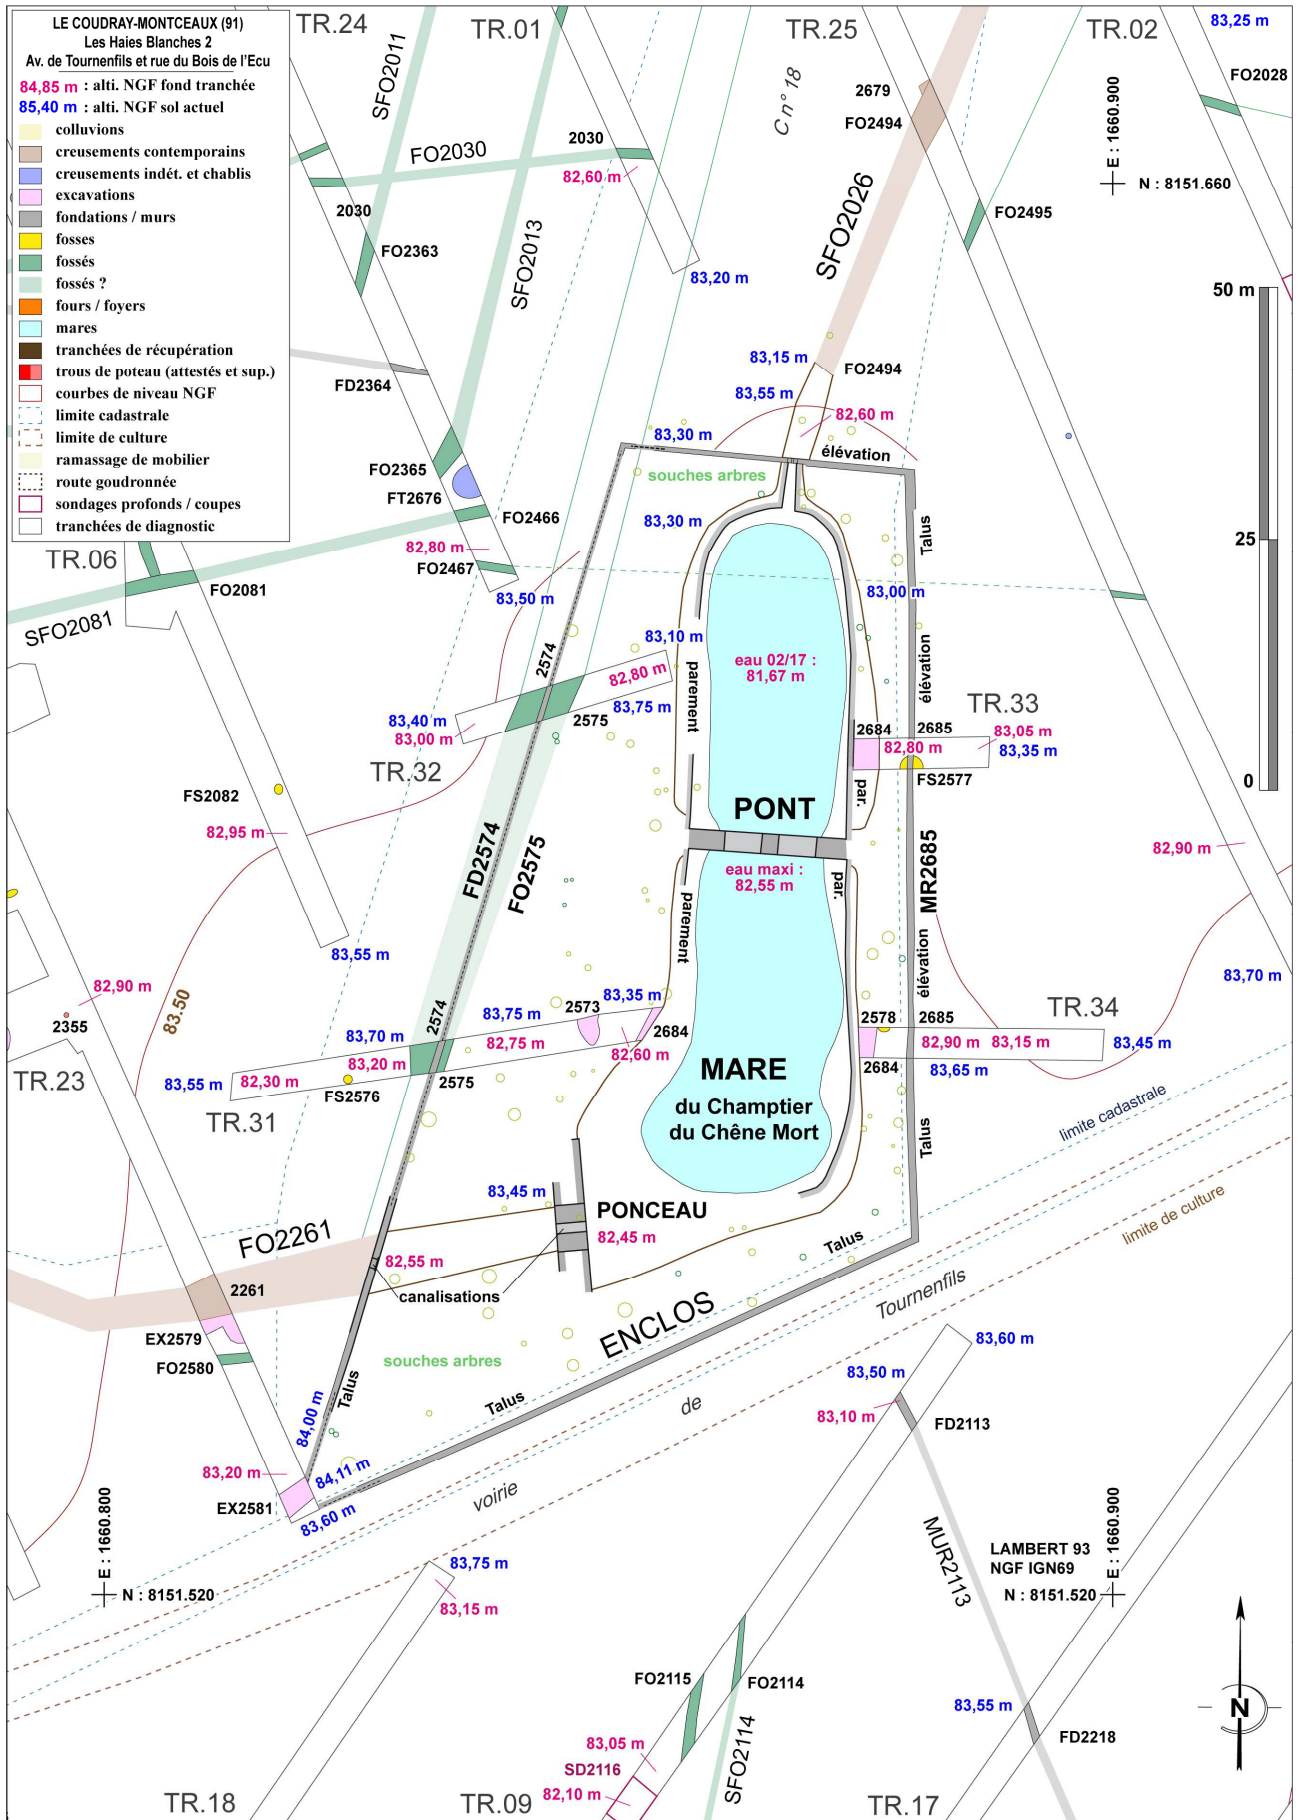 LE COUDRAY-MONTCEAUX (91)
Les Haies Blanches 2
Av. de Tournenfils et rue du Bois de l'Ecu
84,85 m : alti. NGF fond tranchée
85,40 m : alti. NGF sol actuel
colluvions
creusements contemporains
creusements indét. et chablis
excavations
fondations / murs
fosses
fossés
fossés ?
fours / foyers
mares
tranchées de récupération
trous de poteau (attestés et sup.)
courbes de niveau NGF
limite cadastrale
limite de culture
ramassage de mobilier
route goudronnée
sondages profonds / coupes
tranchées de diagnostic
TR.24
TR.01
TR.25
TR.02
83,25 m
SFO2011
C n° 18
2679
FO2494
E : 1660.900
N : 8151.660
FO2028
FO2030
2030
82,60 m
2030
FO2363
SFO2013
SFO2026
FO2495
83,20 m
50 m
FD2364
83,15 m
FO2494
83,55 m
82,60 m
83,30 m
élévation
souches arbres
FO2365
FT2676
FO2466
83,30 m
Talus
25
82,80 m
FO2467
TR.06
FO2081
83,50 m
83,00 m
SFO2081
83,10 m
2574
eau 02/17 :
81,67 m
82,80 m
parement
élévation
83,40 m
83,00 m
2575
83,75 m
TR.33
2684
2685
83,05 m
82,80 m
83,35 m
TR.32
FS2577
0
FS2082
82,95 m
par.
PONT
FD2574
FO2575
MR2685
82,90 m
eau maxi :
82,55 m
par.
parement
83,55 m
élévation
83,70 m
82,90 m
83.50
2355
83,35 m
2573
83,75 m
2574
83,70 m
82,75 m
2684
82,60 m
2578
2685
TR.34
82,90 m
83,15 m
83,45 m
2684
83,65 m
TR.23
83,20 m
83,55 m
82,30 m
2575
FS2576
TR.31
MARE
du Champtier
du Chêne Mort
limite cadastrale
Talus
83,45 m
PONCEAU
82,45 m
limite de culture
FO2261
Talus
82,55 m
canalisations
2261
EX2579
FO2580
ENCLOS
Tournenfils
souches arbres
83,60 m
83,50 m
Talus
Talus
de
84,00 m
83,10 m
FD2113
83,20 m
84,11 m
EX2581
83,60 m
voirie
E : 1660.800
N : 8151.520
83,75 m
83,15 m
MUR2113
LAMBERT 93
NGF IGN69
E : 1660.900
N : 8151.520
FO2115
FO2114
83,55 m
N
SFO2114
FD2218
83,05 m
SD2116
82,10 m
TR.18
TR.09
TR.17